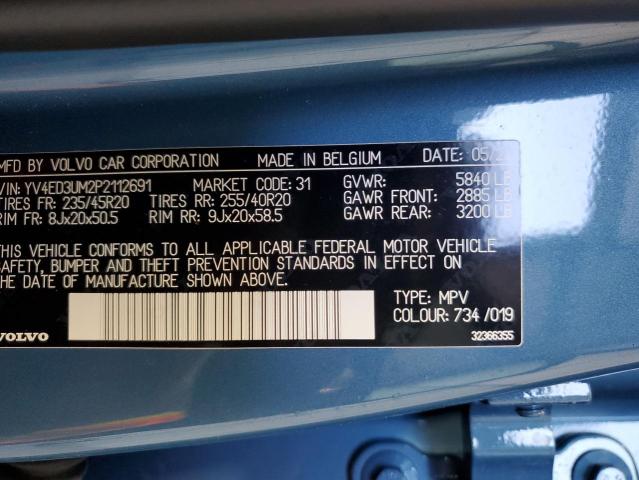 MFD BY VOLVO CAR CORPORATION MADE IN BELGIUM DATE: 05/2
VIN: YV4ED3UM2P2112691 MARKET CODE: 31 GVWR: 5840 LB
TIRES FR: 235/45R20 TIRES RR: 255/40R20 GAWR FRONT: 2885 LB
RIM FR: 8Jx20x50.5 RIM RR: 9Jx20x58.5 GAWR REAR: 3200 LB
THIS VEHICLE CONFORMS TO ALL APPLICABLE FEDERAL MOTOR VEHICLE
SAFETY, BUMPER AND THEFT PREVENTION STANDARDS IN EFFECT ON
THE DATE OF MANUFACTURE SHOWN ABOVE.
TYPE: MPV
COLOUR: 734 /019
VOLVO
32366355